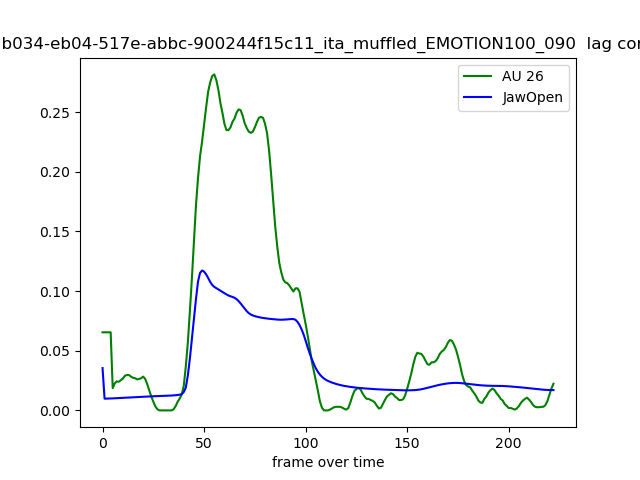 b034-eb04-517e-abbc-900244f15c11_ita_muffled_EMOTION100_090 lag cor
AU 26
JawOpen
0.25
0.20
0.15
0.10
0.05
0.00
0 50 100 150 200
frame over time